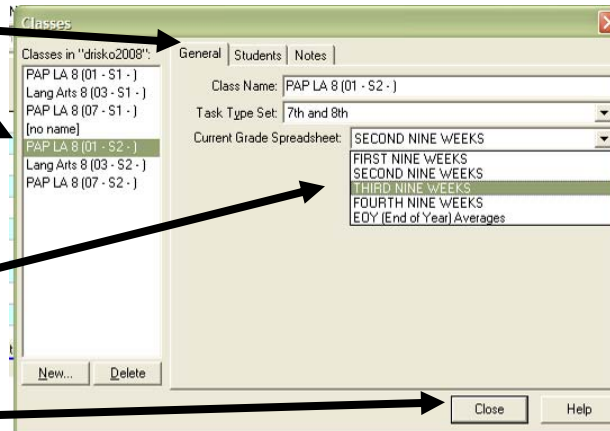 Classes
Classes in "drisko2008":
PAP LA 8 (01 - S1 - )
Lang Arts 8 (03 - S1 - )
PAP LA 8 (07 - S1 - )
[no name]
PAP LA 8 (01 - S2 - )
Lang Arts 8 (03 - S2 - )
PAP LA 8 (07 - S2 - )
New... Delete
General Students Notes
Class Name: PAP LA 8 (01 - S2 - )
Task Type Set: 7th and 8th
Current Grade Spreadsheet: SECOND NINE WEEKS
FIRST NINE WEEKS
SECOND NINE WEEKS
THIRD NINE WEEKS
FOURTH NINE WEEKS
EOY (End of Year) Averages
Close Help